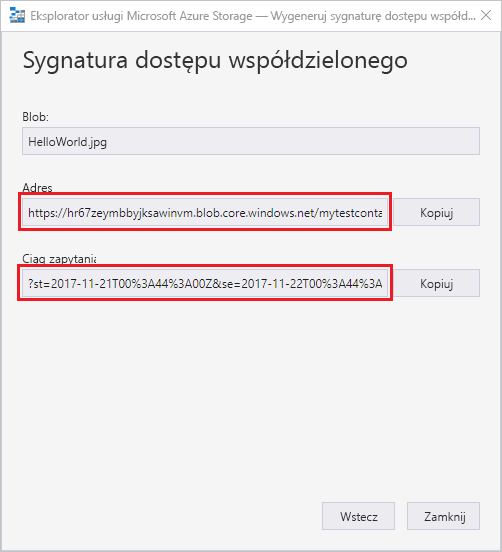 Eksplorator usługi Microsoft Azure Storage — Wygeneruj sygnaturę dostępu współd...
Sygnatura dostępu współdzielonego
Blob:
HelloWorld.jpg
Adres
https://hr67zeymbbyjksawinvm.blob.core.windows.net/mytestconta
Kopiuj
Ciąg zapytania
?st=2017-11-21T00%3A44%3A00Z&se=2017-11-22T00%3A44%3A
Kopiuj
Wstecz
Zamknij